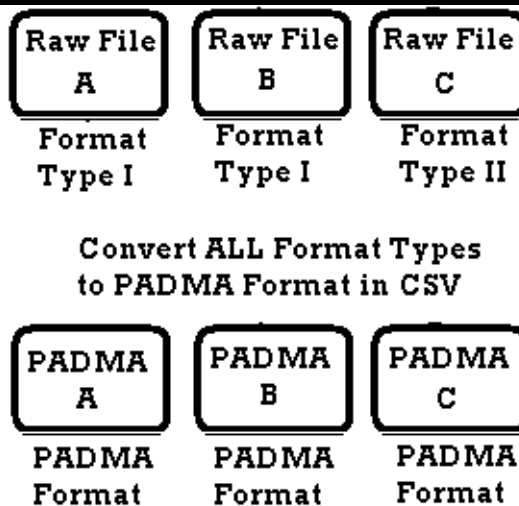 Raw File Raw File Raw File
A B C
Format Format Format
Type I Type I Type II
Convert ALL Format Types
to PADMA Format in CSV
PADMA PADMA PADMA
A B C
PADMA PADMA PADMA
Format Format Format